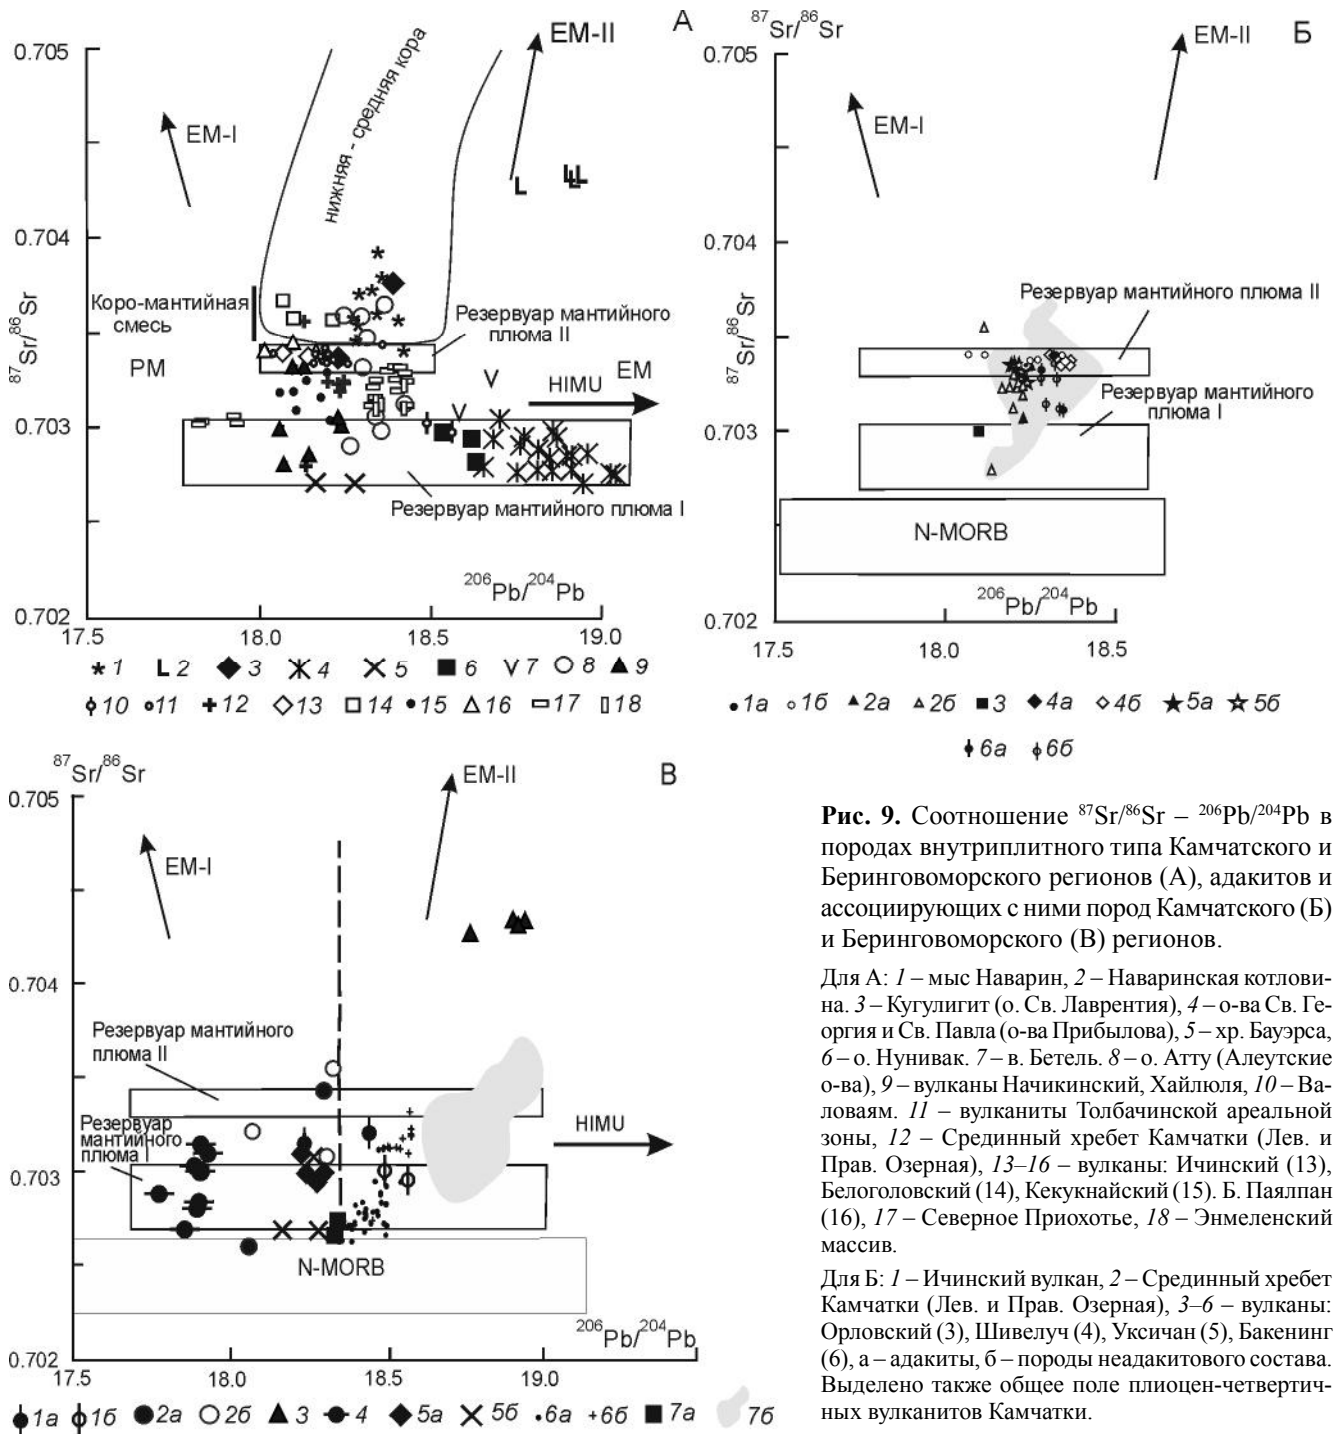 А
0.705
EM-II
EM-I
нижняя - средняя кора
0.704
Коро-мантийная
смесь
Резервуар мантийного
плюма II
⁸⁷Sr/⁸⁶Sr
PM
HIMU
EM
0.703
Резервуар мантийного плюма I
²⁰⁶Pb/²⁰⁴Pb
0.702
17.5 18.0 18.5 19.0
1 2 3 4 5 6 7 8 9
10 11 12 13 14 15 16 17 18
⁸⁷Sr/⁸⁶Sr
Б
0.705
EM-II
EM-I
0.704
Резервуар мантийного плюма II
⁸⁷Sr/⁸⁶Sr
Резервуар мантийного
плюма I
0.703
N-MORB
²⁰⁶Pb/²⁰⁴Pb
0.702
17.5 18.0 18.5
1а 1б 2а 2б 3 4а 4б 5а 5б
6а 6б
⁸⁷Sr/⁸⁶Sr
В
0.705
EM-II
EM-I
0.704
Резервуар мантийного
плюма II
Резервуар
мантийного
плюма I
HIMU
0.703
N-MORB
²⁰⁶Pb/²⁰⁴Pb
0.702
17.5 18.0 18.5 19.0
1а 1б 2а 2б 3 4 5а 5б 6а 6б 7а 7б
Рис. 9. Соотношение ⁸⁷Sr/⁸⁶Sr – ²⁰⁶Pb/²⁰⁴Pb в
породах внутриплитного типа Камчатского и
Беринговоморского регионов (А), адакитов и
ассоциирующих с ними пород Камчатского (Б)
и Беринговоморского (В) регионов.
Для А: 1 – мыс Наварин, 2 – Наваринская котлови-
на. 3 – Кугулигит (о. Св. Лаврентия), 4 – о-ва Св. Ге-
оргия и Св. Павла (о-ва Прибылова), 5 – хр. Бауэрса,
6 – о. Нунивак. 7 – в. Бетель. 8 – о. Атту (Алеутские
о-ва), 9 – вулканы Начикинский, Хайлюля, 10 – Ва-
ловаям. 11 – вулканиты Толбачинской ареальной
зоны, 12 – Срединный хребет Камчатки (Лев. и
Прав. Озерная), 13–16 – вулканы: Ичинский (13),
Белоголовский (14), Кекукнайский (15). Б. Паялпан
(16), 17 – Северное Приохотье, 18 – Энмеленский
массив.
Для Б: 1 – Ичинский вулкан, 2 – Срединный хребет
Камчатки (Лев. и Прав. Озерная), 3–6 – вулканы:
Орловский (3), Шивелуч (4), Уксичан (5), Бакенинг
(6), а – адакиты, б – породы неадакитового состава.
Выделено также общее поле плиоцен-четвертич-
ных вулканитов Камчатки.